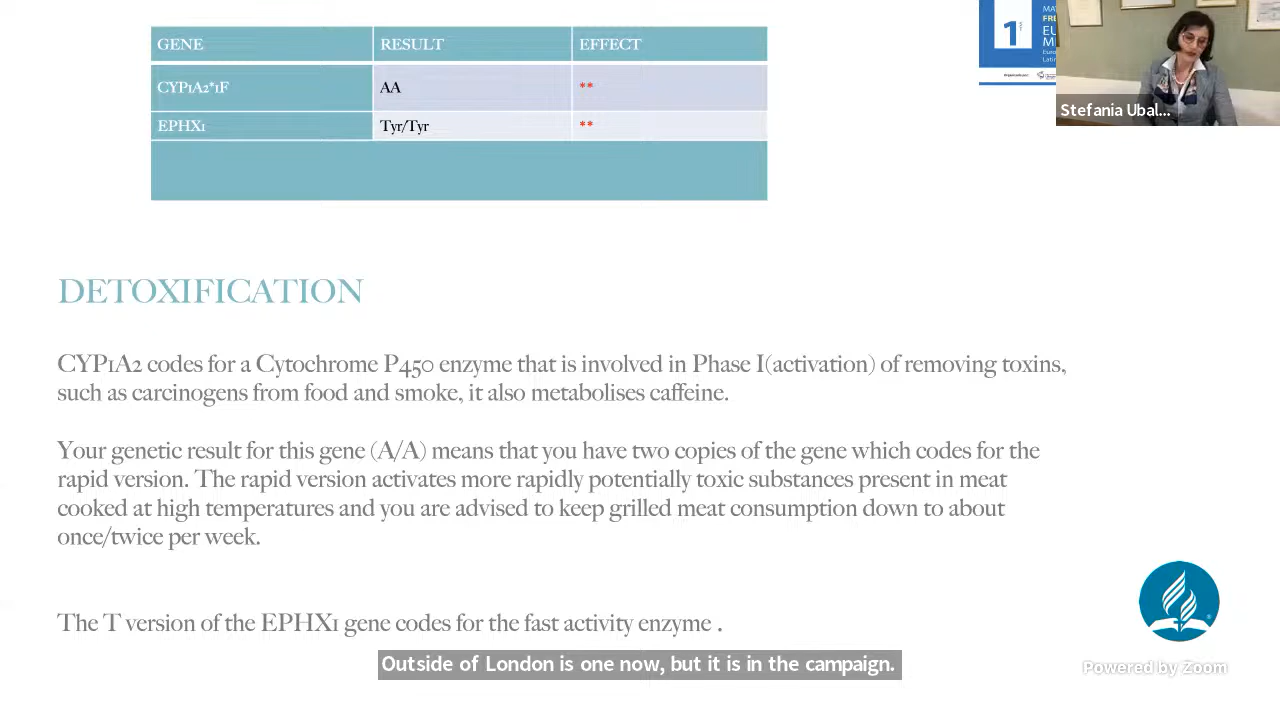 GENE RESULT EFFECT
CYP1A2*1F AA **
EPHX1 Tyr/Tyr **
1
MA
FRE
EU
M
Euro
Latin
Stefania Ubal...
DETOXIFICATION
CYP1A2 codes for a Cytochrome P450 enzyme that is involved in Phase I(activation) of removing toxins,
such as carcinogens from food and smoke, it also metabolises caffeine.
Your genetic result for this gene (A/A) means that you have two copies of the gene which codes for the
rapid version. The rapid version activates more rapidly potentially toxic substances present in meat
cooked at high temperatures and you are advised to keep grilled meat consumption down to about
once/twice per week.
The T version of the EPHX1 gene codes for the fast activity enzyme .
Outside of London is one now, but it is in the campaign.
Powered by Zoom